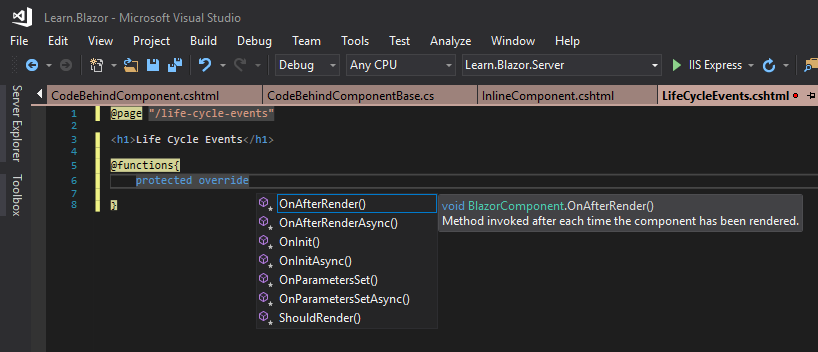 Learn.Blazor - Microsoft Visual Studio
File Edit View Project Build Debug Team Tools Test Analyze Window Help
Debug Any CPU Learn.Blazor.Server IIS Express
Server Explorer
Toolbox
CodeBehindComponent.cshtml CodeBehindComponentBase.cs InlineComponent.cshtml LifeCycleEvents.cshtml
1 @page "/life-cycle-events"
2
3 <h1>Life Cycle Events</h1>
4
5 @functions{
6 protected override
7
8 }
OnAfterRender()
OnAfterRenderAsync()
OnInit()
OnInitAsync()
OnParametersSet()
OnParametersSetAsync()
ShouldRender()
void BlazorComponent.OnAfterRender()
Method invoked after each time the component has been rendered.